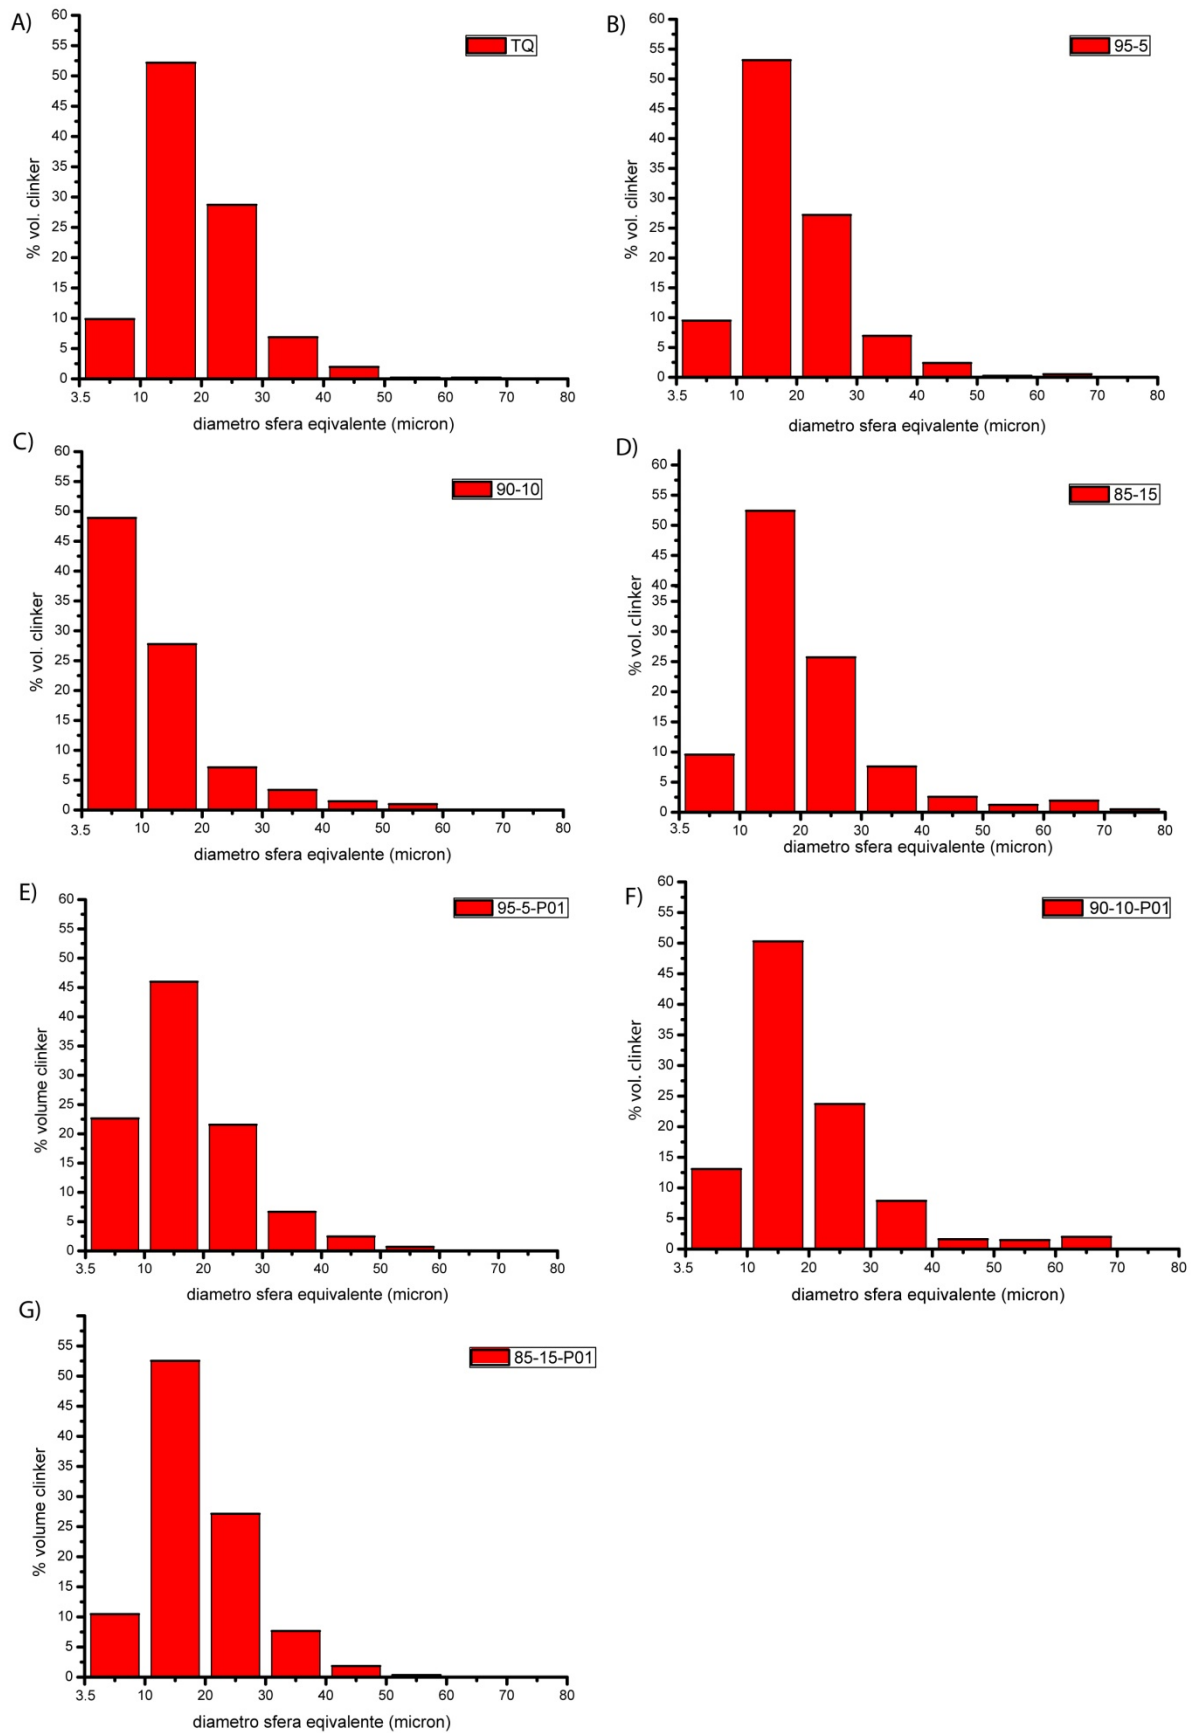 A)
TQ
% vol. clinker
60
55
50
45
40
35
30
25
20
15
10
5
0
3.5 10 20 30 40 50 60 70 80
diametro sfera eqivalente (micron)
B)
95-5
% vol. clinker
60
55
50
45
40
35
30
25
20
15
10
5
0
3.5 10 20 30 40 50 60 70 80
diametro sfera eqivalente (micron)
C)
90-10
% vol. clinker
60
55
50
45
40
35
30
25
20
15
10
5
0
3.5 10 20 30 40 50 60 70 80
diametro sfera eqivalente (micron)
D)
85-15
% vol. clinker
60
55
50
45
40
35
30
25
20
15
10
5
0
3.5 10 20 30 40 50 60 70 80
diametro sfera eqivalente (micron)
E)
95-5-P01
% volume clinker
60
55
50
45
40
35
30
25
20
15
10
5
0
3.5 10 20 30 40 50 60 70 80
diametro sfera equivalente (micron)
F)
90-10-P01
% vol. clinker
60
55
50
45
40
35
30
25
20
15
10
5
0
3.5 10 20 30 40 50 60 70 80
diametro sfera equivalente (micron)
G)
85-15-P01
% volume clinker
55
50
45
40
35
30
25
20
15
10
5
0
3.5 10 20 30 40 50 60 70 80
diametro sfera eqivalente (micron)